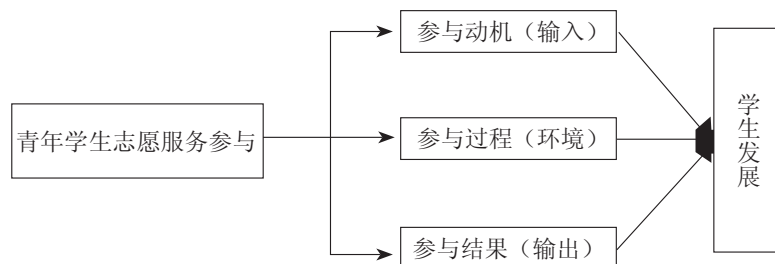 参与动机（输入）
青年学生志愿服务参与
参与过程（环境）
参与结果（输出）
学生发展